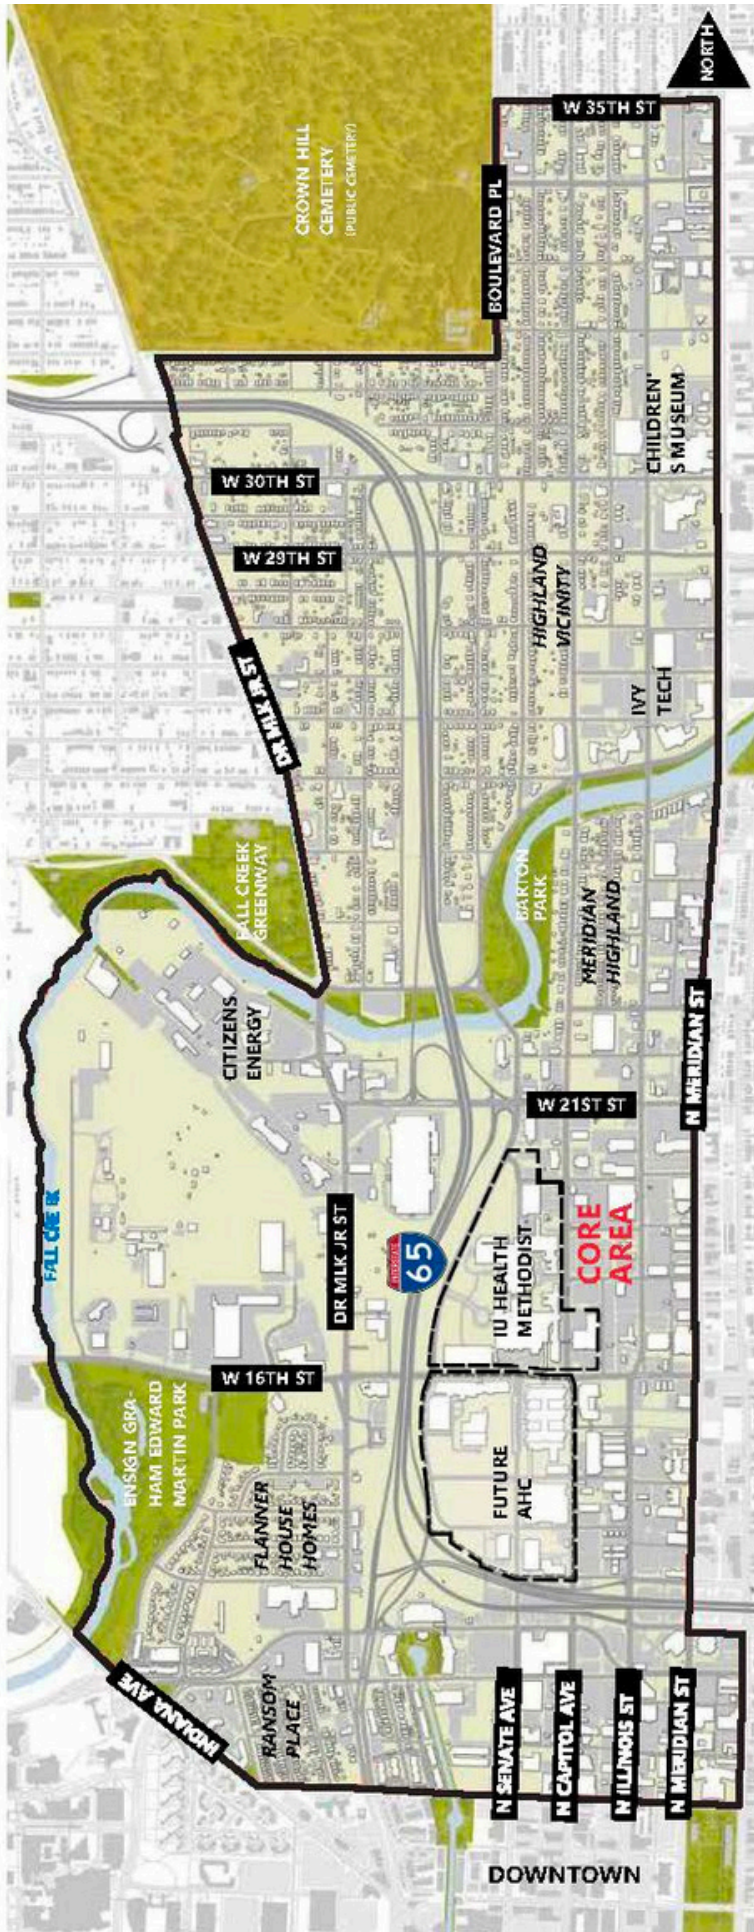 NORTH
W 35TH ST
CROWN HILL
CEMETERY
(PUBLIC CEMETERY)
BOULEVARD PL
CHILDREN'
S MUSEUM
W 30TH ST
W 29TH ST
HIGHLAND
VICINITY
DR MLK JR ST
IVY
TECH
FALL CREEK
GREENWAY
BARTON
PARK
MERIDIAN
HIGHLAND
CITIZENS
ENERGY
N MERIDIAN ST
W 21ST ST
FALL CREEK
DR MLK JR ST
INTERSTATE
65
IU HEALTH
METHODIST
CORE
AREA
W 16TH ST
ENSIGN GRA-
HAM EDWARD
MARTIN PARK
FLANNER
HOUSE
HOMES
FUTURE
AHC
INDIANA AVE
RANSOM
PLACE
N SENATE AVE
N CAPITOL AVE
N ILLINOIS ST
N MERIDIAN ST
DOWNTOWN